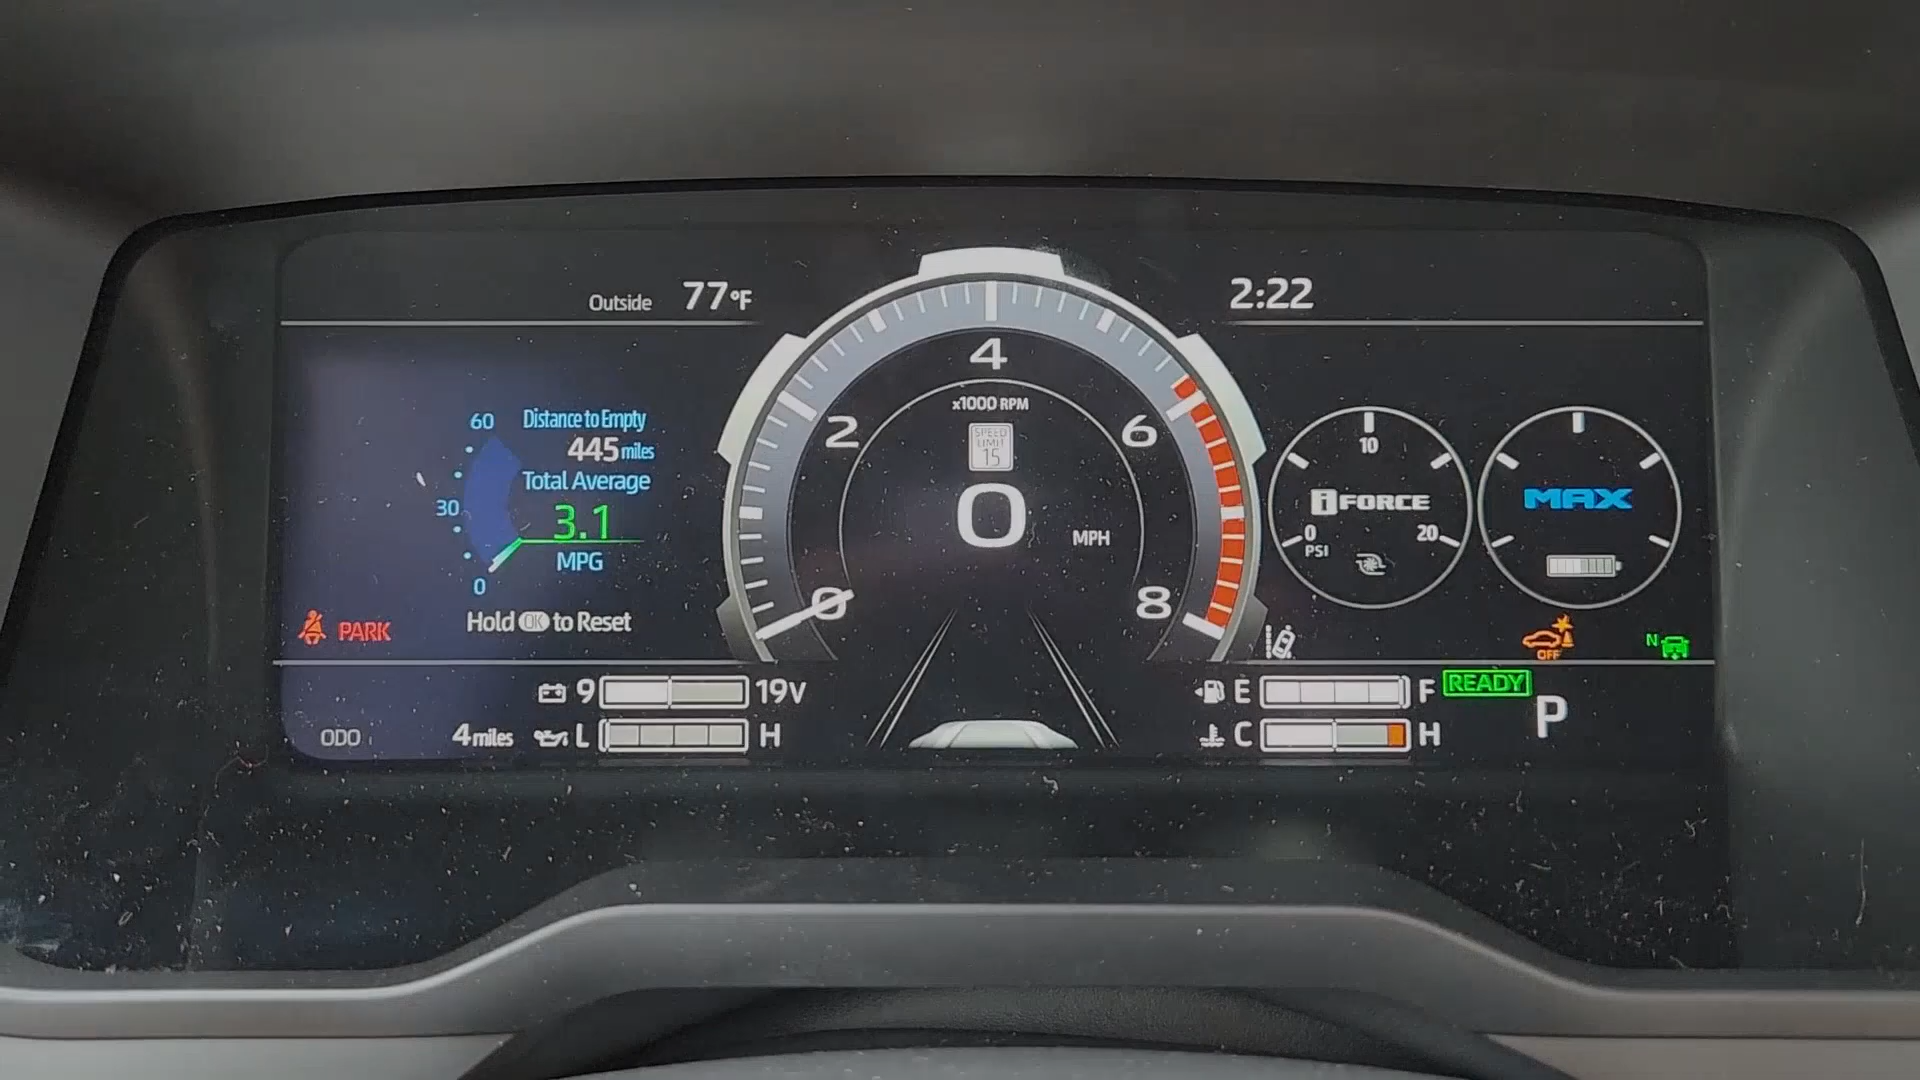 Outside 77°F
2:22
60 Distance to Empty
445 miles
Total Average
30
3.1
MPG
0
Hold OK to Reset
PARK
4
x1000 RPM
2
6
SPEED
LIMIT
15
0
MPH
0
8
10
iFORCE
0
20
PSI
MAX
OFF
N
9 19V
E F
READY
P
ODO 4 miles
L H
C H